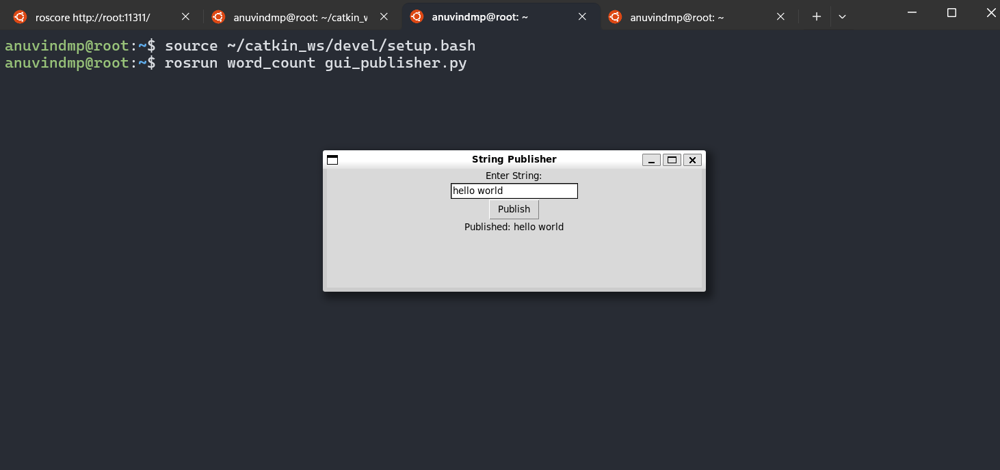 roscore http://root:11311/
anuvindmp@root: ~/catkin_w
anuvindmp@root: ~
anuvindmp@root: ~
anuvindmp@root:~$ source ~/catkin_ws/devel/setup.bash
anuvindmp@root:~$ rosrun word_count gui_publisher.py
String Publisher
Enter String:
hello world
Publish
Published: hello world